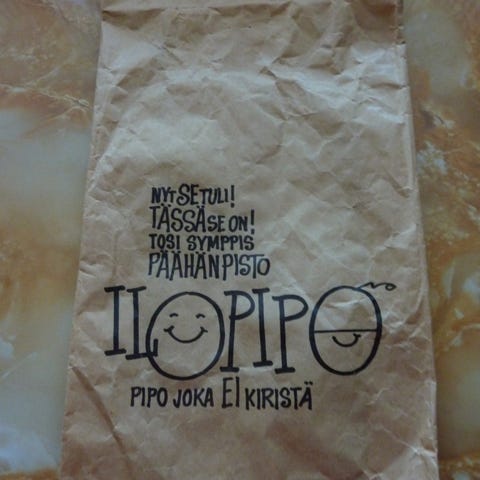 NYT SE TULI!
TÄSSÄ SE ON!
TOSI SYMPPIS
PÄÄHÄNPISTO
ILOPIPO
PIPO JOKA EI KIRISTÄ